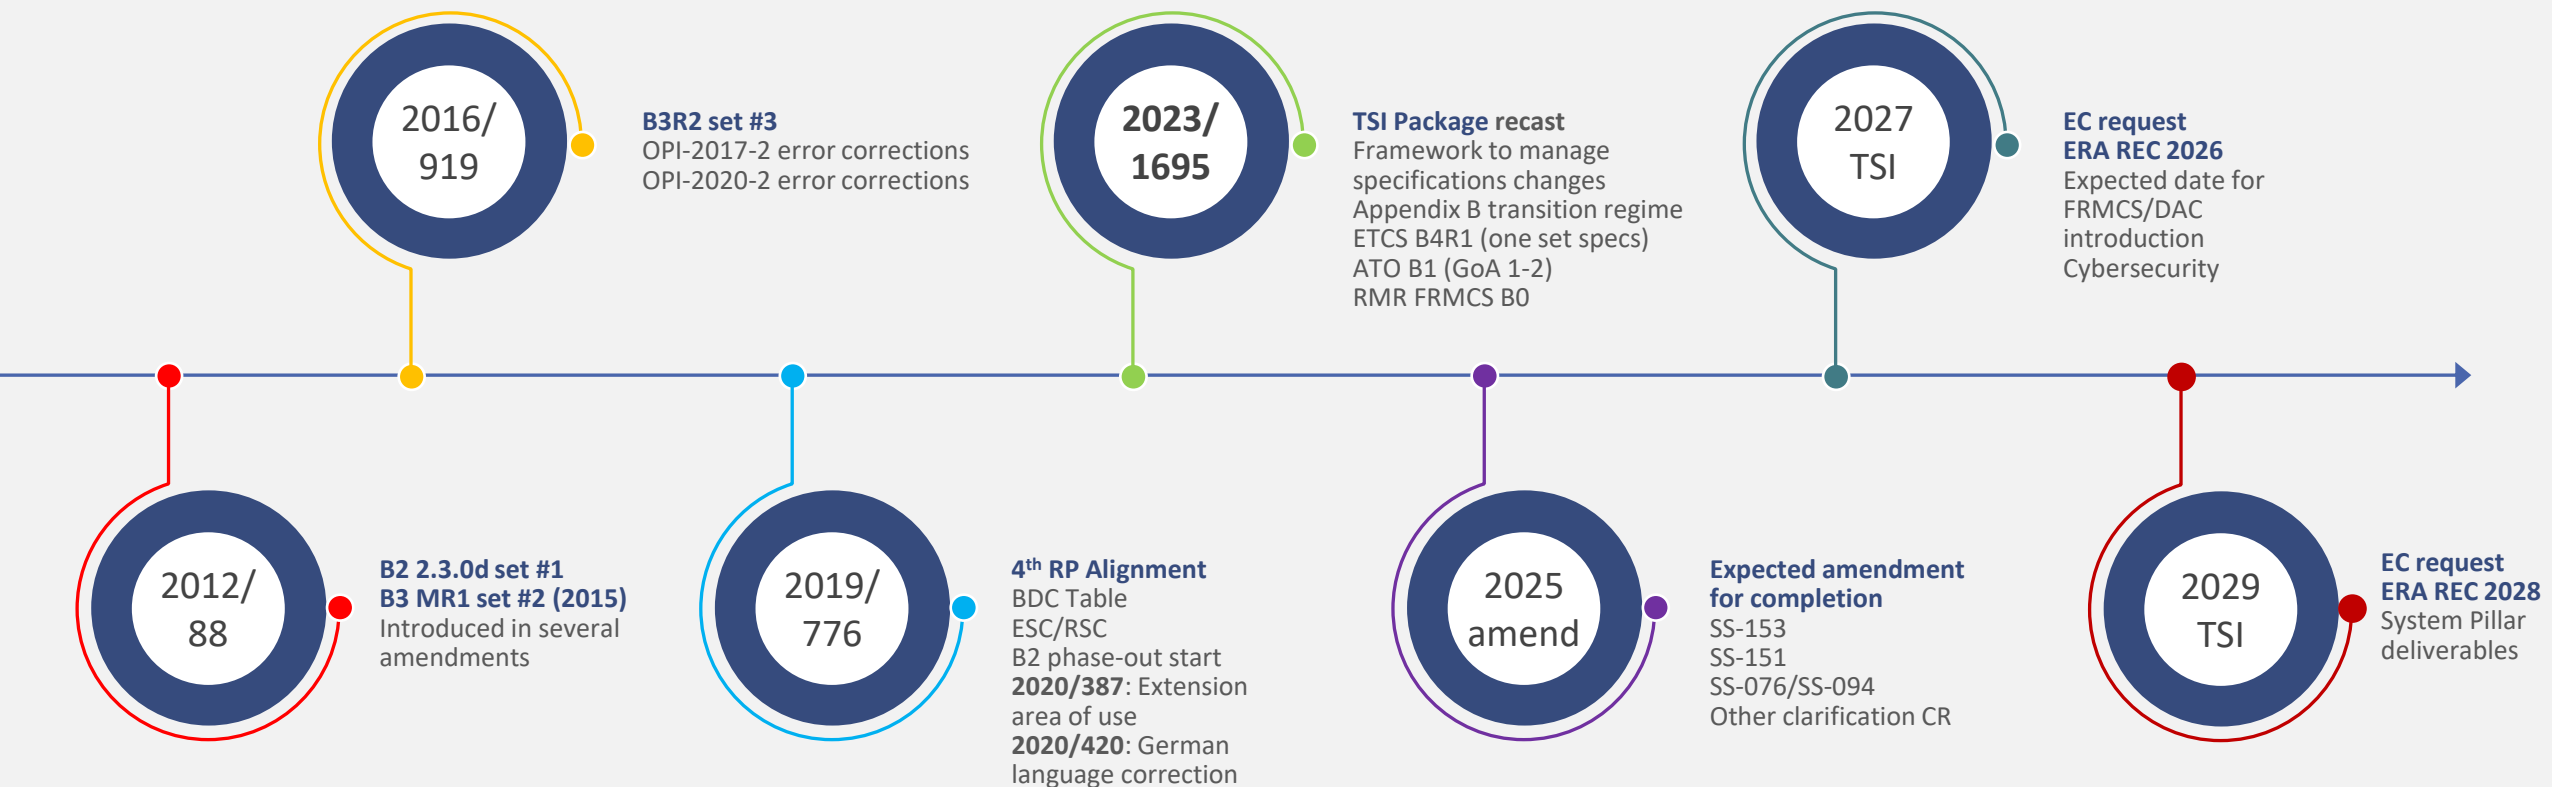 2016/
919
B3R2 set #3
OPI-2017-2 error corrections
OPI-2020-2 error corrections
2023/
1695
TSI Package recast
Framework to manage
specifications changes
Appendix B transition regime
ETCS B4R1 (one set specs)
ATO B1 (GoA 1-2)
RMR FRMCS B0
2027
TSI
EC request
ERA REC 2026
Expected date for
FRMCS/DAC
introduction
Cybersecurity
2012/
88
B2 2.3.0d set #1
B3 MR1 set #2 (2015)
Introduced in several
amendments
2019/
776
4th RP Alignment
BDC Table
ESC/RSC
B2 phase-out start
2020/387: Extension
area of use
2020/420: German
language correction
2025
amend
Expected amendment
for completion
SS-153
SS-151
SS-076/SS-094
Other clarification CR
2029
TSI
EC request
ERA REC 2028
System Pillar
deliverables